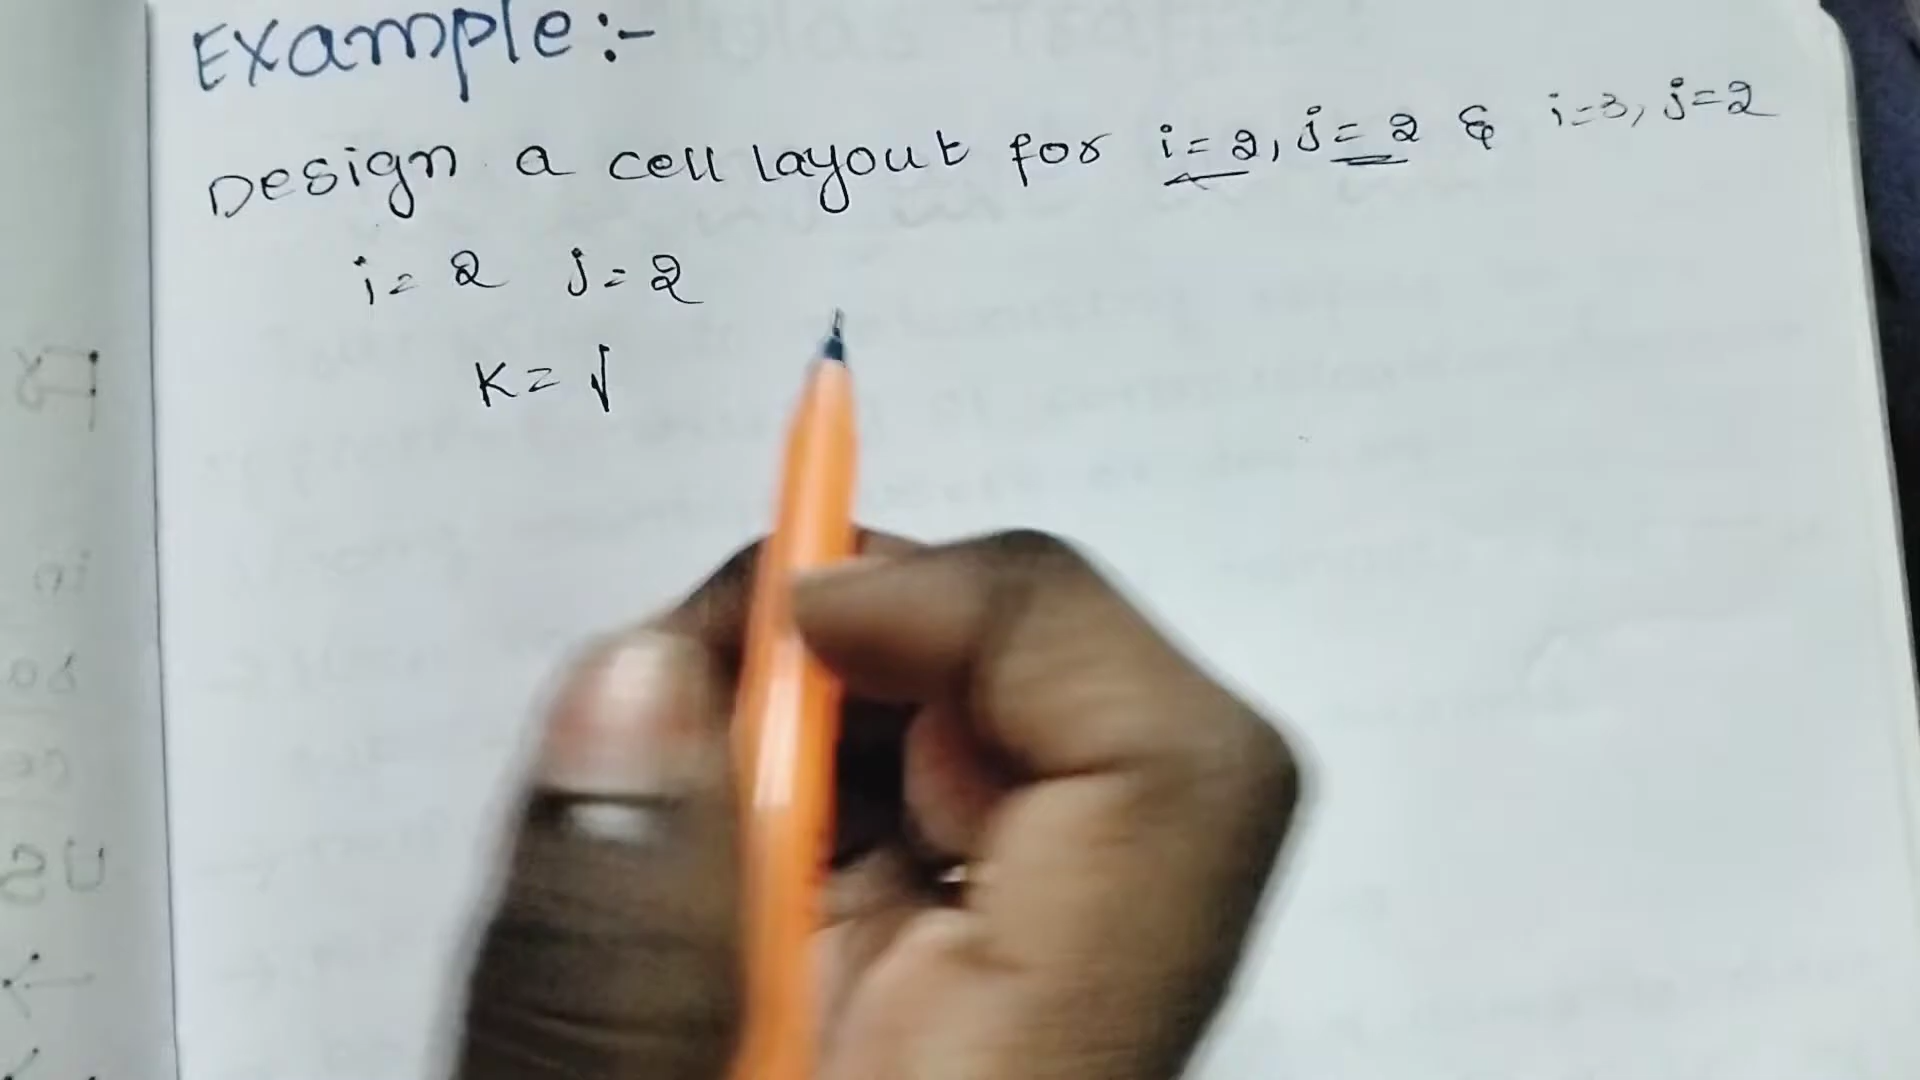 Example:-
Design a cell layout for i=2, j=2 & i=3, j=2
i=2 j=2
K=√